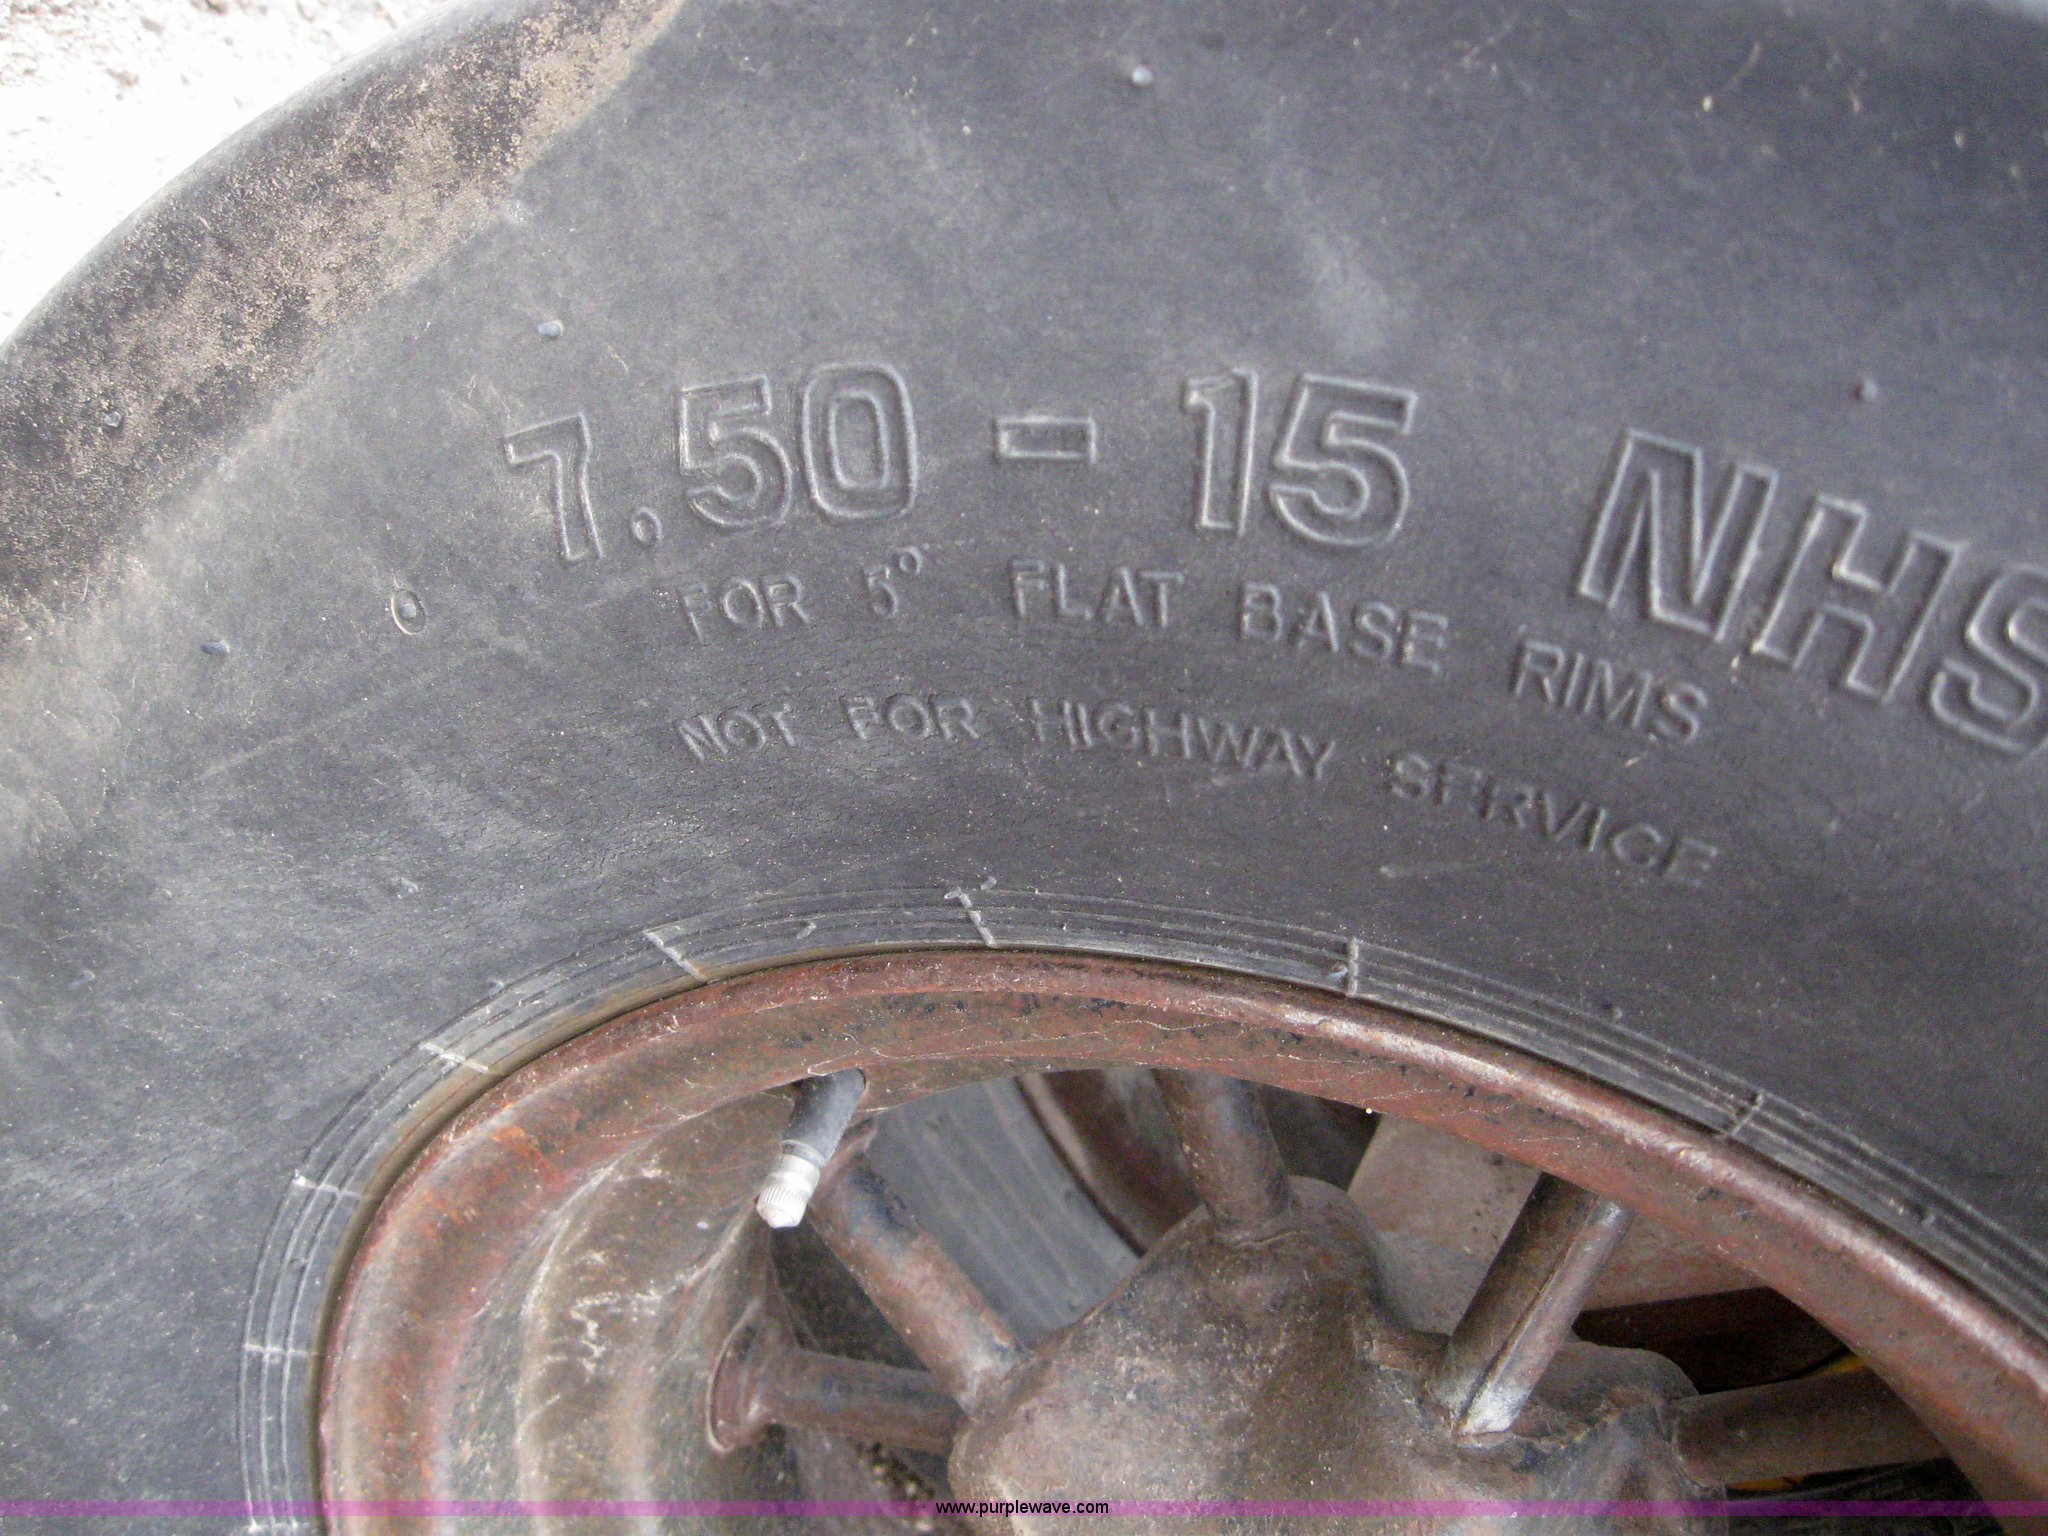 7.50 - 15 NHS
FOR 5° FLAT BASE RIMS
NOT FOR HIGHWAY SERVICE
www.purplewave.com